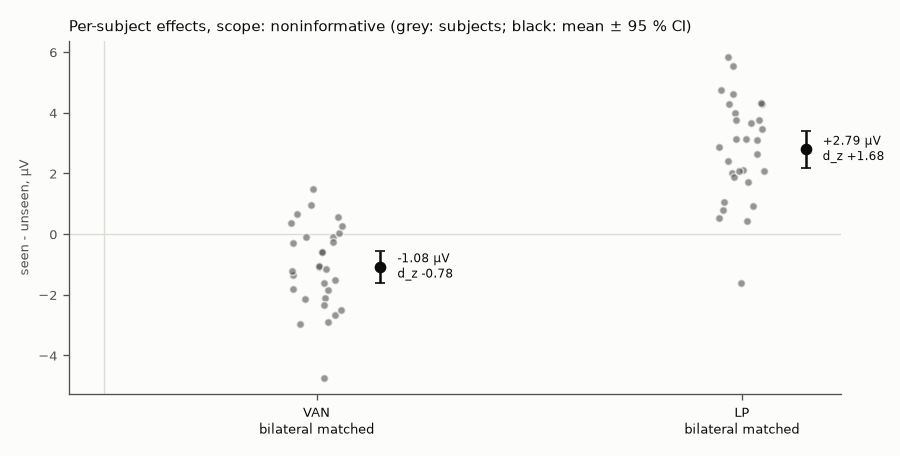 Per-subject effects, scope: noninformative (grey: subjects; black: mean ± 95 % CI)
seen - unseen, µV
6
4
2
0
−2
−4
-1.08 µV
d_z -0.78
+2.79 µV
d_z +1.68
VAN
bilateral matched
LP
bilateral matched